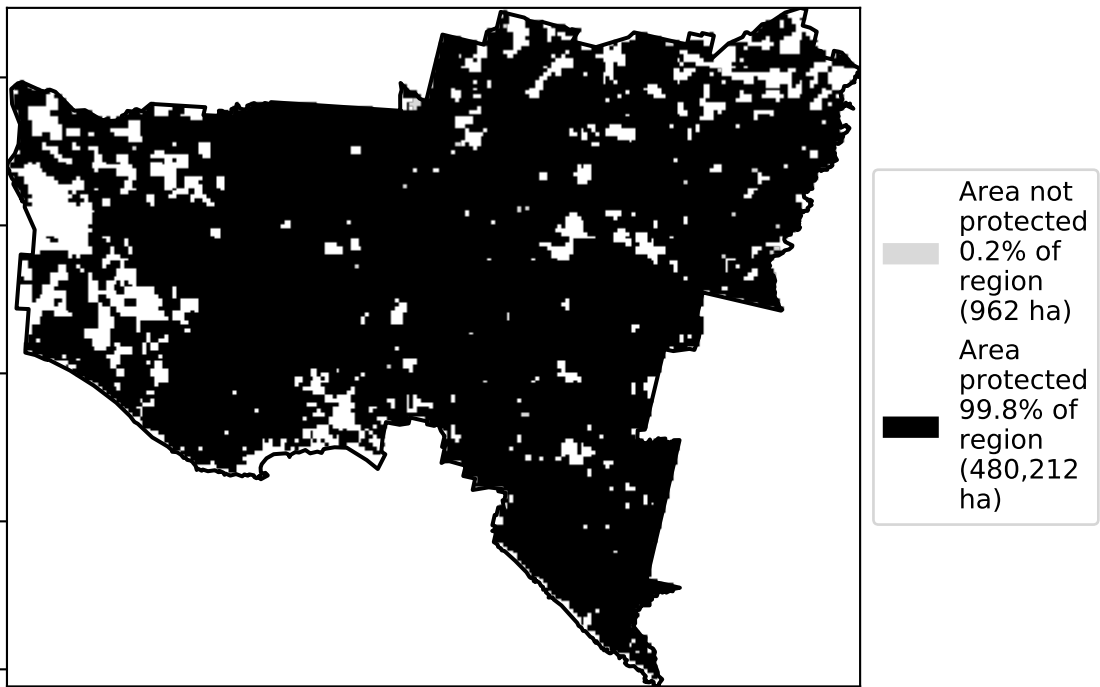 Area not
protected
0.2% of
region
(962 ha)
Area
protected
99.8% of
region
(480,212
ha)